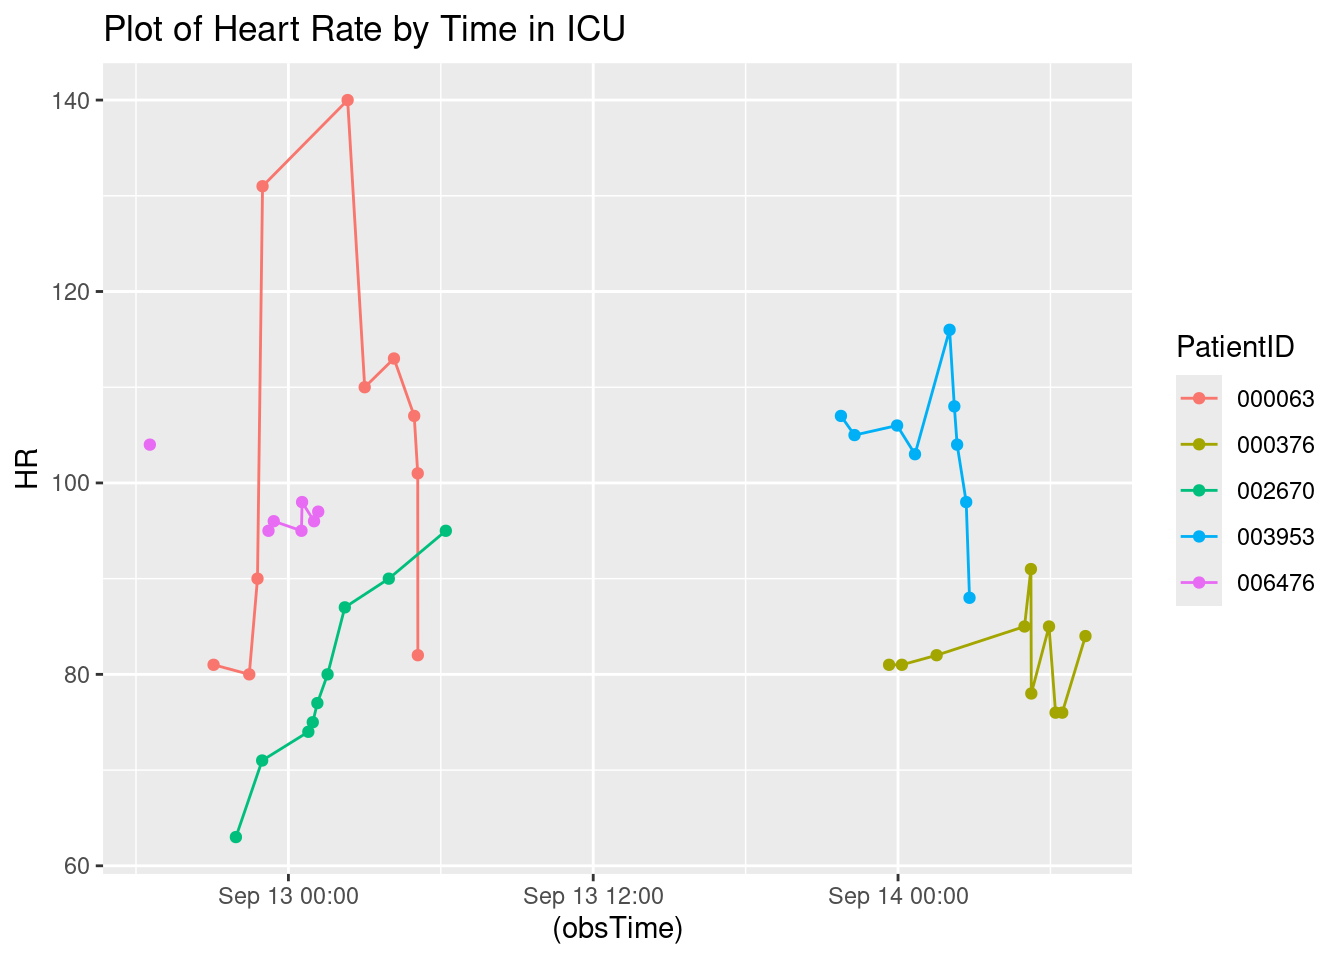 Plot of Heart Rate by Time in ICU
140
120
100
80
60
HR
Sep 13 00:00
Sep 13 12:00
Sep 14 00:00
(obsTime)
PatientID
000063
000376
002670
003953
006476